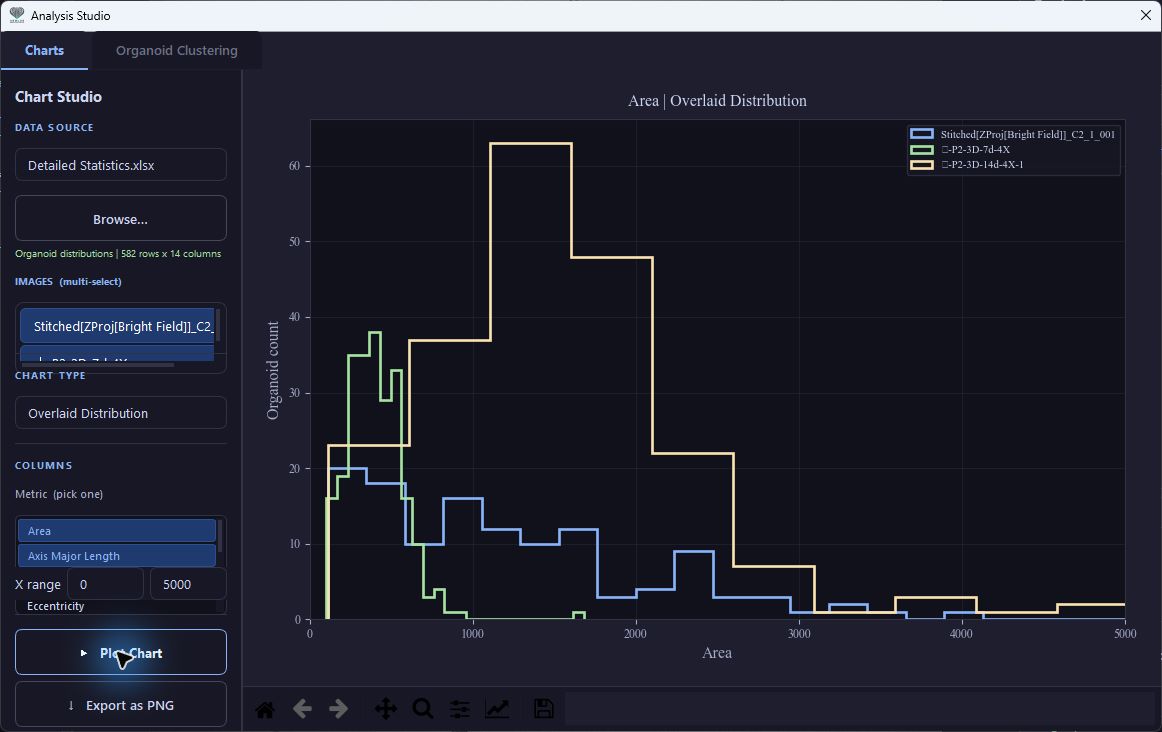 Analysis Studio
Charts
Organoid Clustering
Chart Studio
DATA SOURCE
Detailed Statistics.xlsx
Browse...
Organoid distributions | 582 rows x 14 columns
IMAGES (multi-select)
Stitched[ZProj[Bright Field]]_C2_
-P2-3D-7d-4X
CHART TYPE
Overlaid Distribution
COLUMNS
Metric (pick one)
Area
Axis Major Length
X range 0 5000
Eccentricity
Plot Chart
↓ Export as PNG
Area | Overlaid Distribution
Stitched[ZProj[Bright Field]]_C2_1_001
□-P2-3D-7d-4X
□-P2-3D-14d-4X-1
Organoid count
60
50
40
30
20
10
0
0 1000 2000 3000 4000 5000
Area